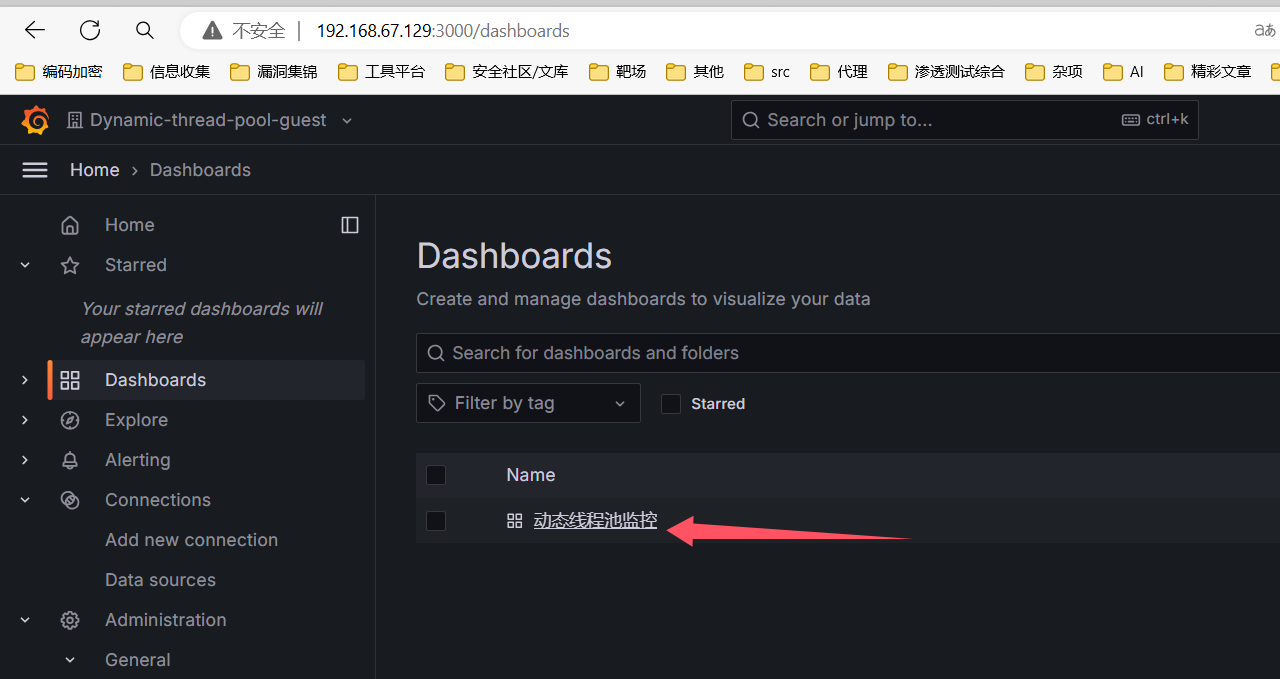 不安全 192.168.67.129:3000/dashboards aあ
编码加密 信息收集 漏洞集锦 工具平台 安全社区/文库 靶场 其他 src 代理 渗透测试综合 杂项 AI 精彩文章
Dynamic-thread-pool-guest Search or jump to... ctrl+k
Home › Dashboards
Home
Starred
Your starred dashboards will
appear here
Dashboards
Explore
Alerting
Connections
Add new connection
Data sources
Administration
General
Dashboards
Create and manage dashboards to visualize your data
Search for dashboards and folders
Filter by tag Starred
Name
动态线程池监控